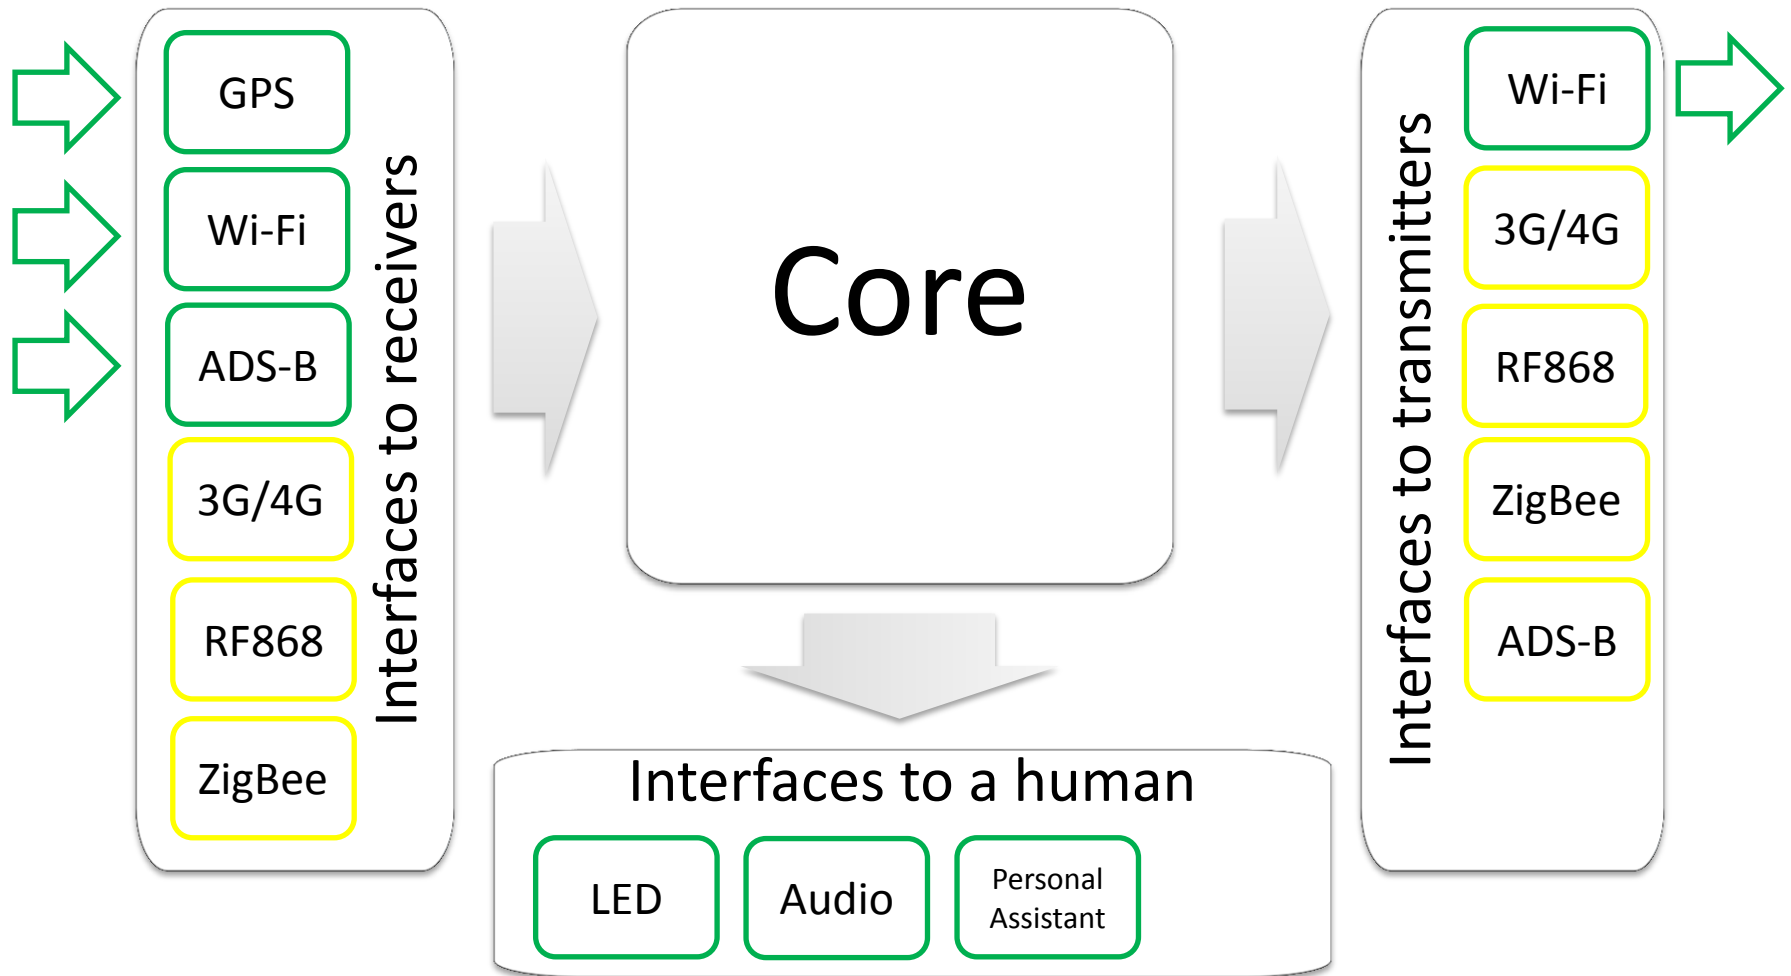 GPS
Wi-Fi
ADS-B
3G/4G
RF868
ZigBee
Interfaces to receivers
Core
Interfaces to a human
LED
Audio
Personal
Assistant
Interfaces to transmitters
Wi-Fi
3G/4G
RF868
ZigBee
ADS-B